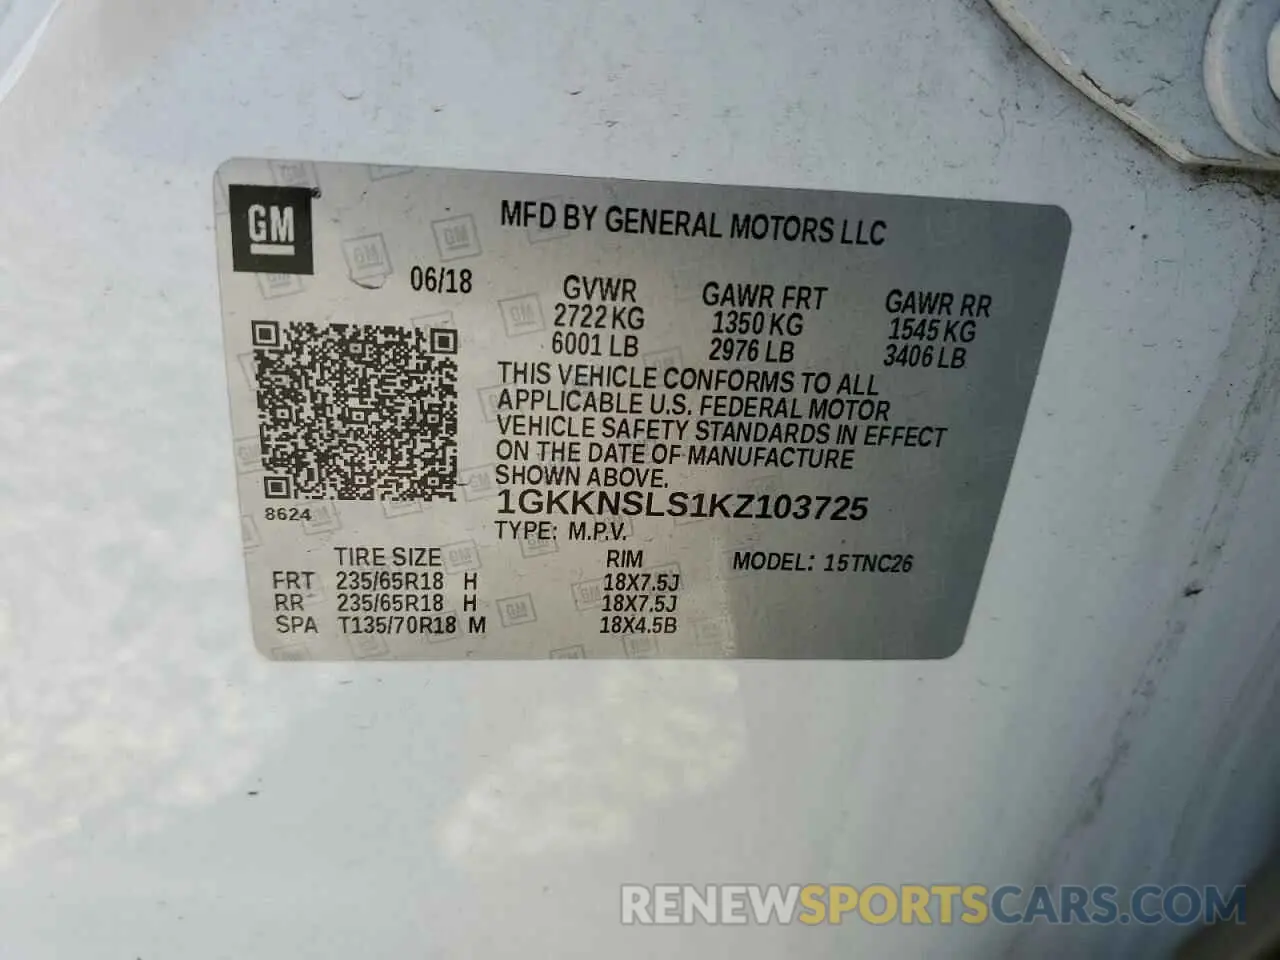 GM
MFD BY GENERAL MOTORS LLC
06/18
GVWR GAWR FRT GAWR RR
2722 KG 1350 KG 1545 KG
6001 LB 2976 LB 3406 LB
THIS VEHICLE CONFORMS TO ALL
APPLICABLE U.S. FEDERAL MOTOR
VEHICLE SAFETY STANDARDS IN EFFECT
ON THE DATE OF MANUFACTURE
SHOWN ABOVE.
8624
1GKKNSLS1KZ103725
TYPE: M.P.V.
TIRE SIZE RIM MODEL: 15TNC26
FRT 235/65R18 H 18X7.5J
RR 235/65R18 H 18X7.5J
SPA T135/70R18 M 18X4.5B
RENEWSPORTSCARS.COM